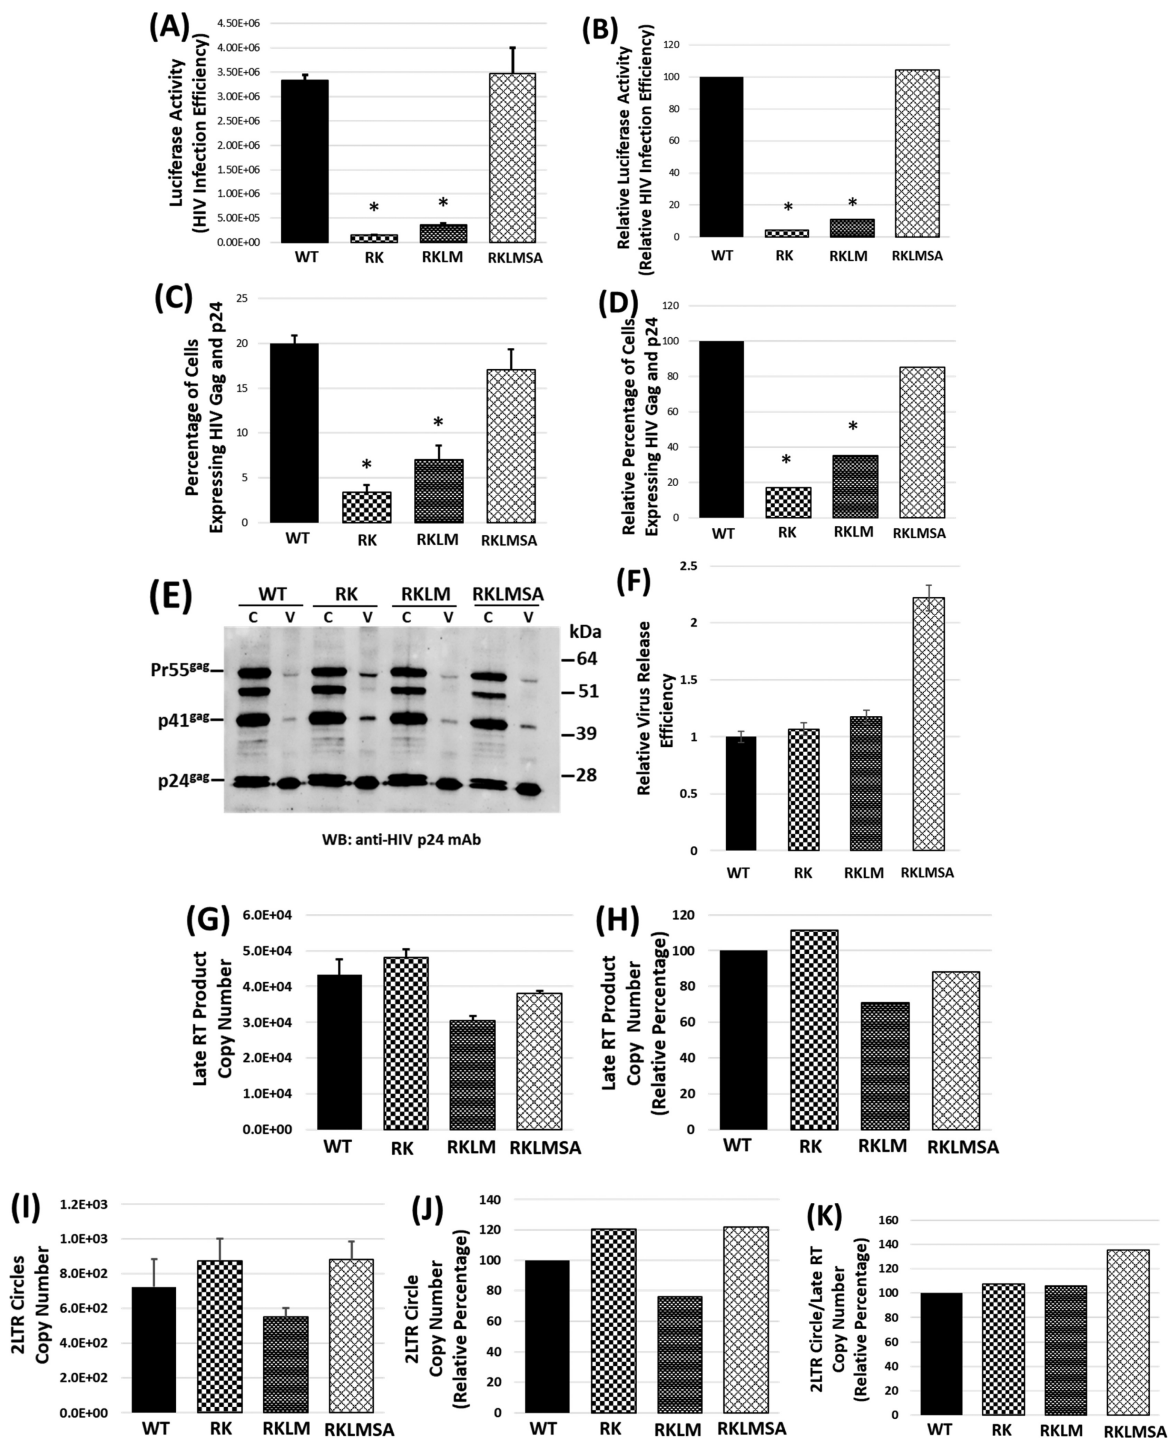 (A)
Luciferase Activity
(HIV Infection Efficiency)
4.50E+06
4.00E+06
3.50E+06
3.00E+06
2.50E+06
2.00E+06
1.50E+06
1.00E+06
5.00E+05
0.00E+00
* *
WT RK RKLM RKLMSA
(B)
Relative Luciferase Activity
(Relative HIV Infection Efficiency)
120
100
80
60
40
20
0
* *
WT RK RKLM RKLMSA
(C)
Percentage of Cells
Expressing HIV Gag and p24
25
20
15
10
5
0
* *
WT RK RKLM RKLMSA
(D)
Relative Percentage of Cells
Expressing HIV Gag and p24
120
100
80
60
40
20
0
* *
WT RK RKLM RKLMSA
(E)
WT RK RKLM RKLMSA
C V C V C V C V
kDa
Pr55gag
p41gag
p24gag
64
51
39
28
WB: anti-HIV p24 mAb
(F)
Relative Virus Release
Efficiency
2.5
2
1.5
1
0.5
0
WT RK RKLM RKLMSA
(G)
Late RT Product
Copy Number
6.0E+04
5.0E+04
4.0E+04
3.0E+04
2.0E+04
1.0E+04
0.0E+00
WT RK RKLM RKLMSA
(H)
Late RT Product
Copy Number
(Relative Percentage)
120
100
80
60
40
20
0
WT RK RKLM RKLMSA
(I)
2LTR Circles
Copy Number
1.2E+03
1.0E+03
8.0E+02
6.0E+02
4.0E+02
2.0E+02
0.0E+00
WT RK RKLM RKLMSA
(J)
2LTR Circle
Copy Number
(Relative Percentage)
140
120
100
80
60
40
20
0
WT RK RKLM RKLMSA
(K)
2LTR Circle/Late RT
Copy Number
(Relative Percentage)
160
140
120
100
80
60
40
20
0
WT RK RKLM RKLMSA